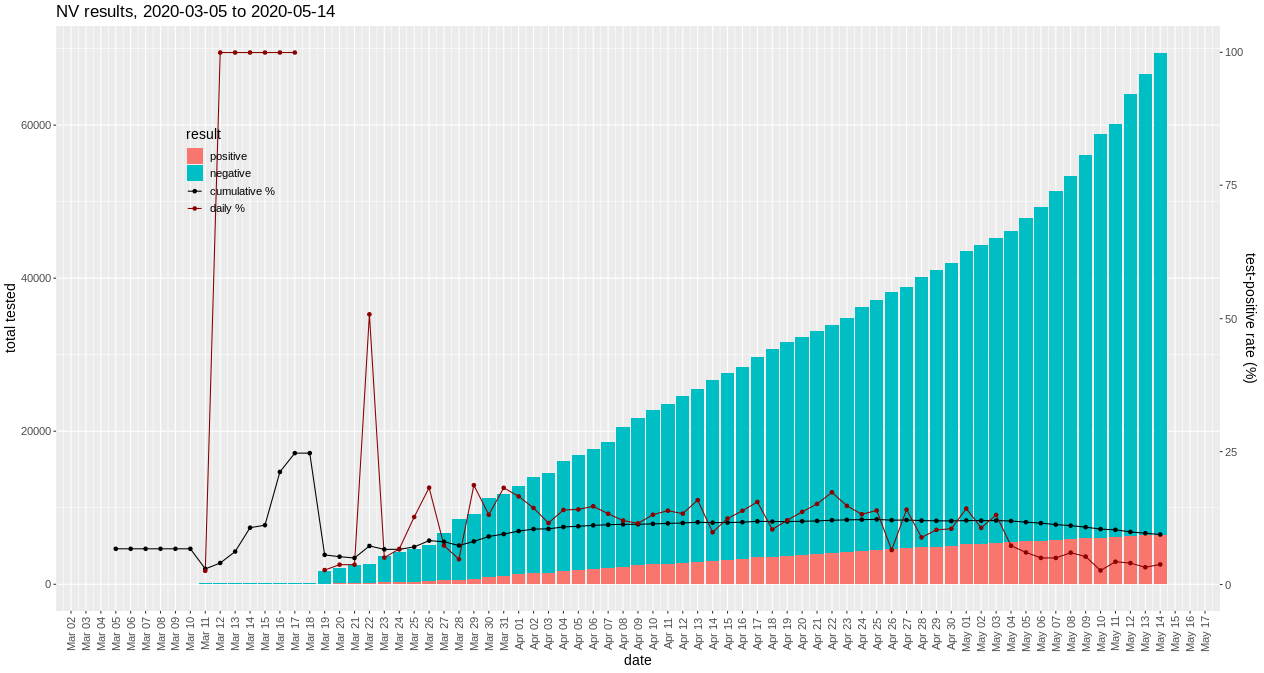 NV results, 2020-03-05 to 2020-05-14
total tested
60000
40000
20000
0
result
positive
negative
cumulative %
daily %
100
75
50
25
0
test-positive rate (%)
Mar 02
Mar 03
Mar 04
Mar 05
Mar 06
Mar 07
Mar 08
Mar 09
Mar 10
Mar 11
Mar 12
Mar 13
Mar 14
Mar 15
Mar 16
Mar 17
Mar 18
Mar 19
Mar 20
Mar 21
Mar 22
Mar 23
Mar 24
Mar 25
Mar 26
Mar 27
Mar 28
Mar 29
Mar 30
Mar 31
Apr 01
Apr 02
Apr 03
Apr 04
Apr 05
Apr 06
Apr 07
Apr 08
Apr 09
Apr 10
Apr 11
Apr 12
Apr 13
Apr 14
Apr 15
Apr 16
Apr 17
Apr 18
Apr 19
Apr 20
Apr 21
Apr 22
Apr 23
Apr 24
Apr 25
Apr 26
Apr 27
Apr 28
Apr 29
Apr 30
May 01
May 02
May 03
May 04
May 05
May 06
May 07
May 08
May 09
May 10
May 11
May 12
May 13
May 14
May 15
May 16
May 17
date